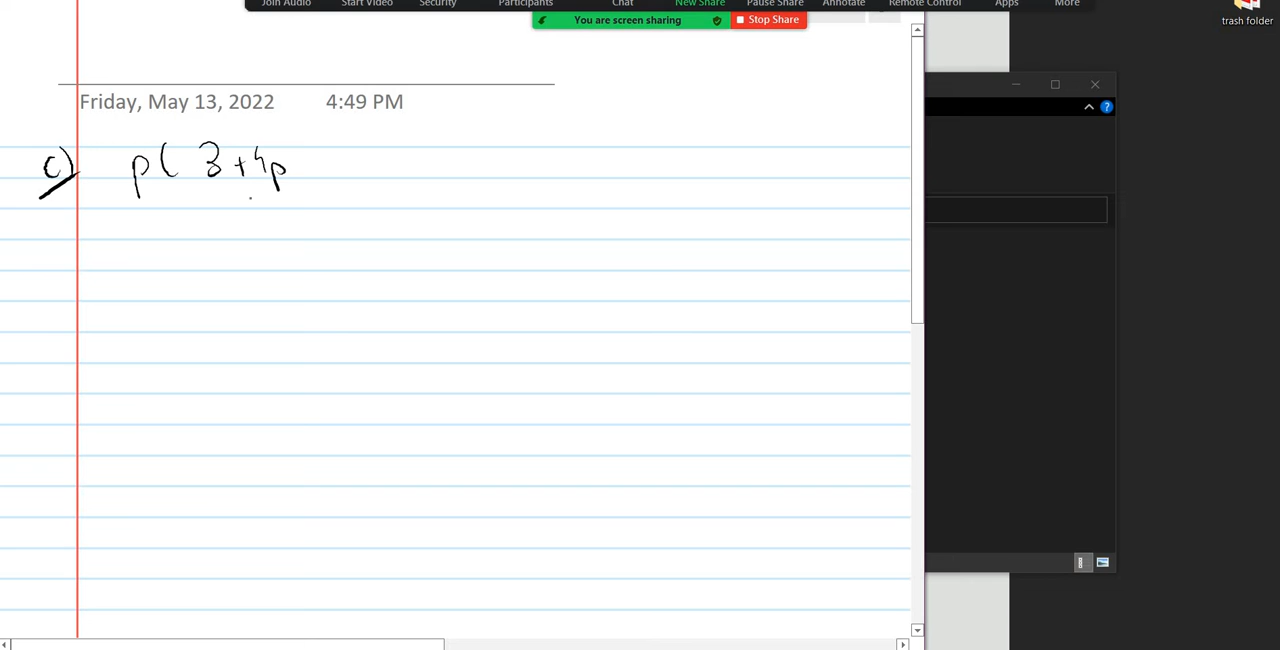 Join Audio Start Video Security Participants Chat New Share Pause Share Annotate Remote Control Apps More
You are screen sharing Stop Share
trash folder
Friday, May 13, 2022 4:49 PM
c) p( 3 + 4p